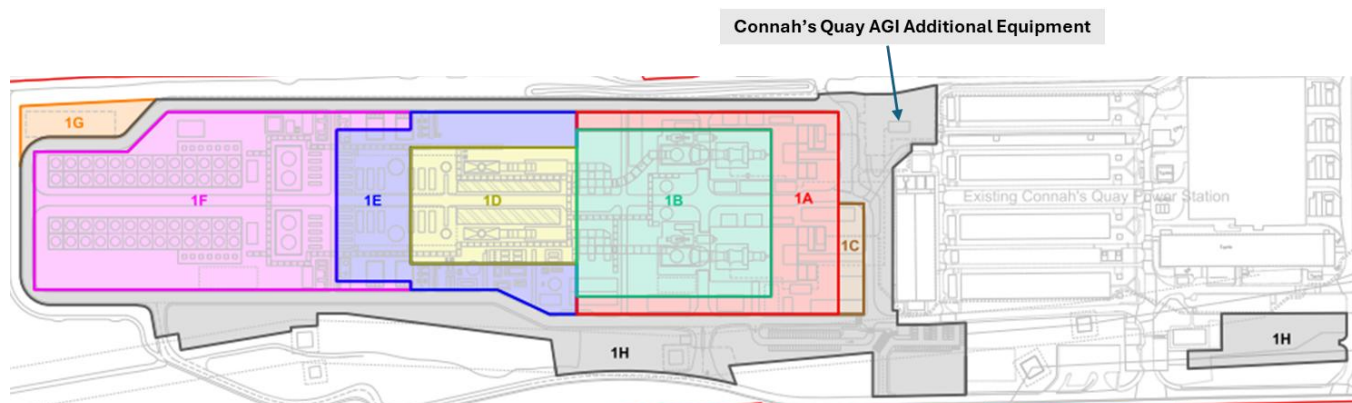 Connah's Quay AGI Additional Equipment
1G
1F
1E
1D
1B
1A
1C
Existing Connah's Quay Power Station
1H
1H